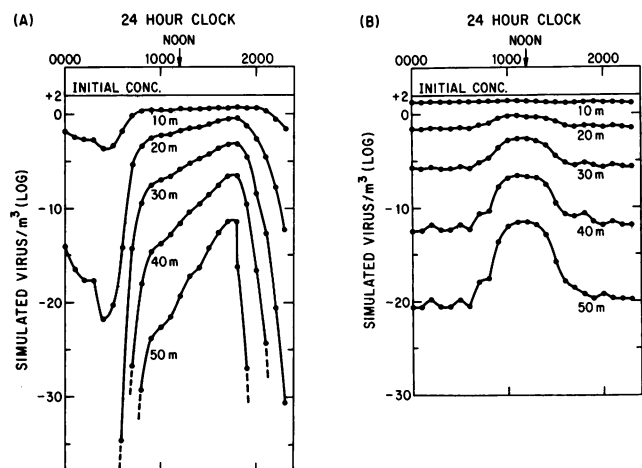 (A)
24 HOUR CLOCK
NOON
0000
1000
2000
INITIAL CONC.
+2
0
-10
-20
-30
SIMULATED VIRUS/m³ (LOG)
10 m
20 m
30 m
40 m
50 m
(B)
24 HOUR CLOCK
NOON
0000
1000
2000
INITIAL CONC.
+2
0
-10
-20
-30
SIMULATED VIRUS/m³ (LOG)
10 m
20 m
30 m
40 m
50 m